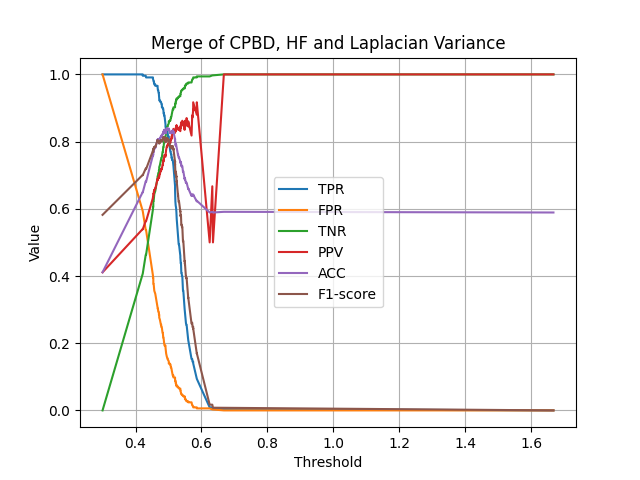 Merge of CPBD, HF and Laplacian Variance
1.0
0.8
0.6
0.4
0.2
0.0
Value
TPR
FPR
TNR
PPV
ACC
F1-score
0.4 0.6 0.8 1.0 1.2 1.4 1.6
Threshold